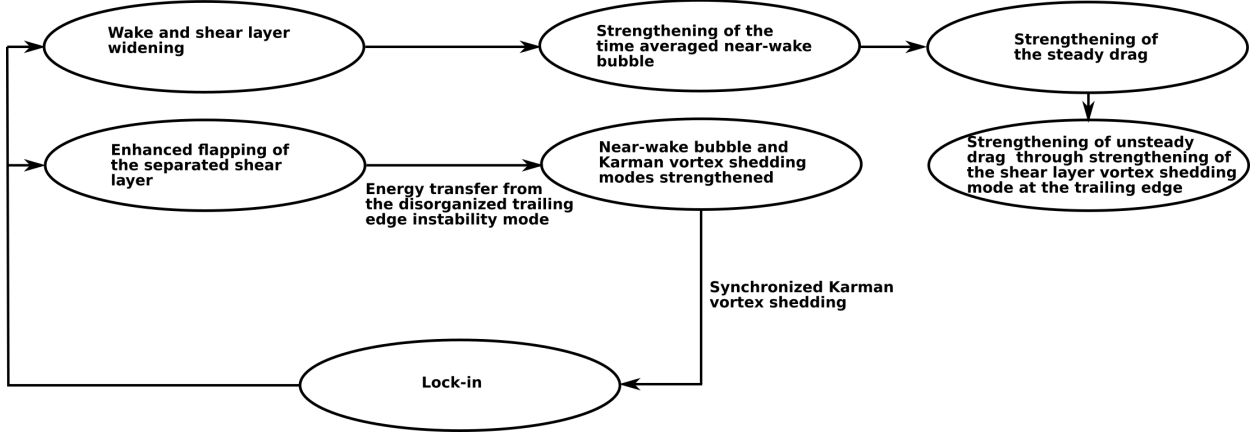 Wake and shear layer
widening
Strengthening of the
time averaged near-wake
bubble
Strengthening of
the steady drag
Enhanced flapping of
the separated shear
layer
Energy transfer from
the disorganized trailing
edge instability mode
Near-wake bubble and
Karman vortex shedding
modes strengthened
Strengthening of unsteady
drag through strengthening of
the shear layer vortex shedding
mode at the trailing edge
Synchronized Karman
vortex shedding
Lock-in